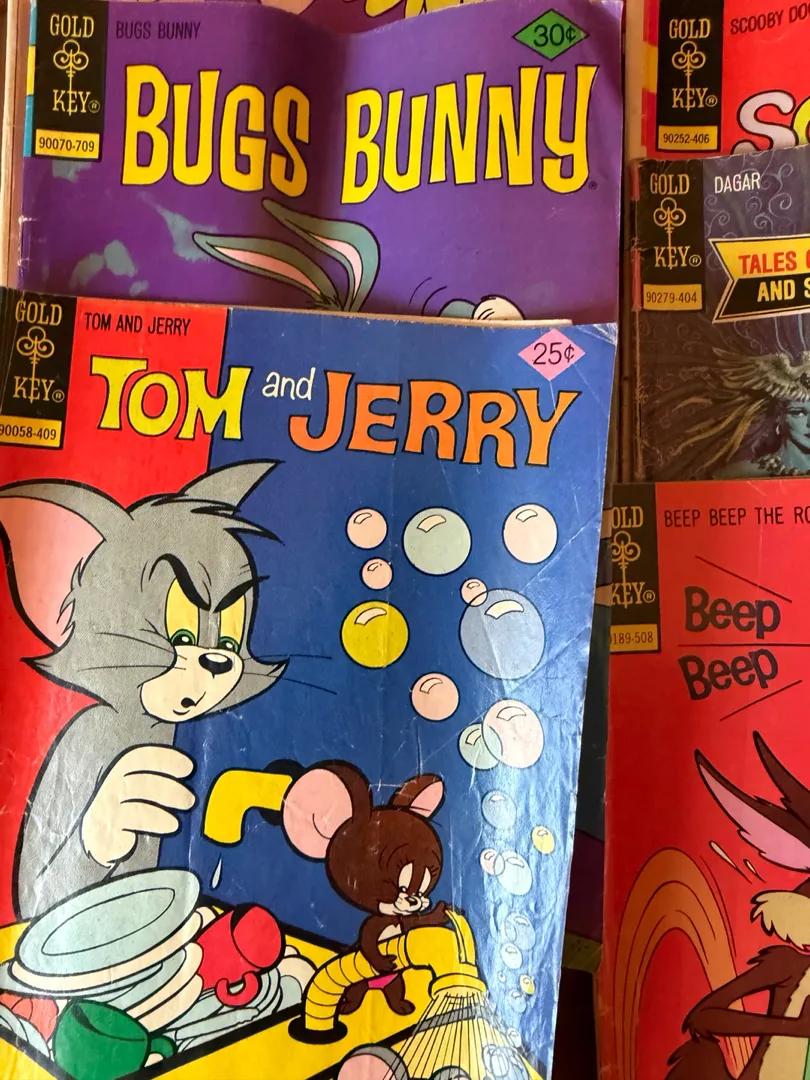 GOLD
KEY®
90070-709
BUGS BUNNY
30¢
BUGS BUNNY®
GOLD
KEY®
90252-406
SCOOBY
GOLD
KEY®
90279-404
DAGAR
TALES
AND
GOLD
KEY®
90058-409
TOM AND JERRY
25¢
TOM and JERRY
OLD
KEY®
189-508
BEEP BEEP THE
Beep
Beep